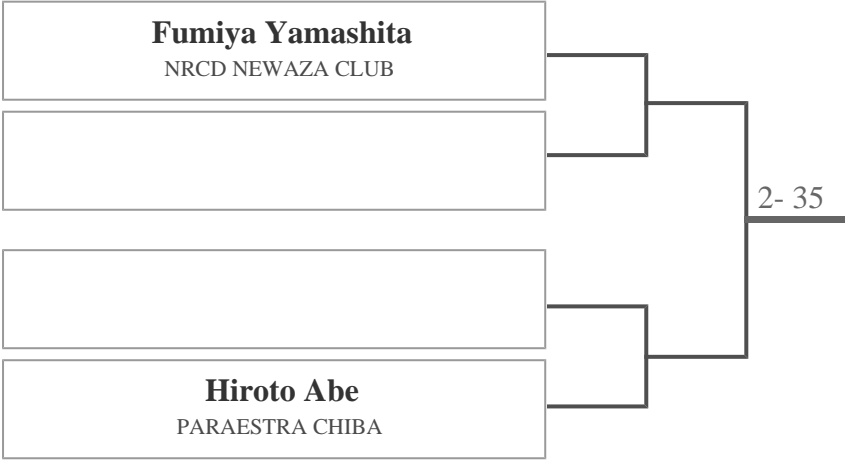 Fumiya Yamashita
NRCD NEWAZA CLUB
2- 35
Hiroto Abe
PARAESTRA CHIBA